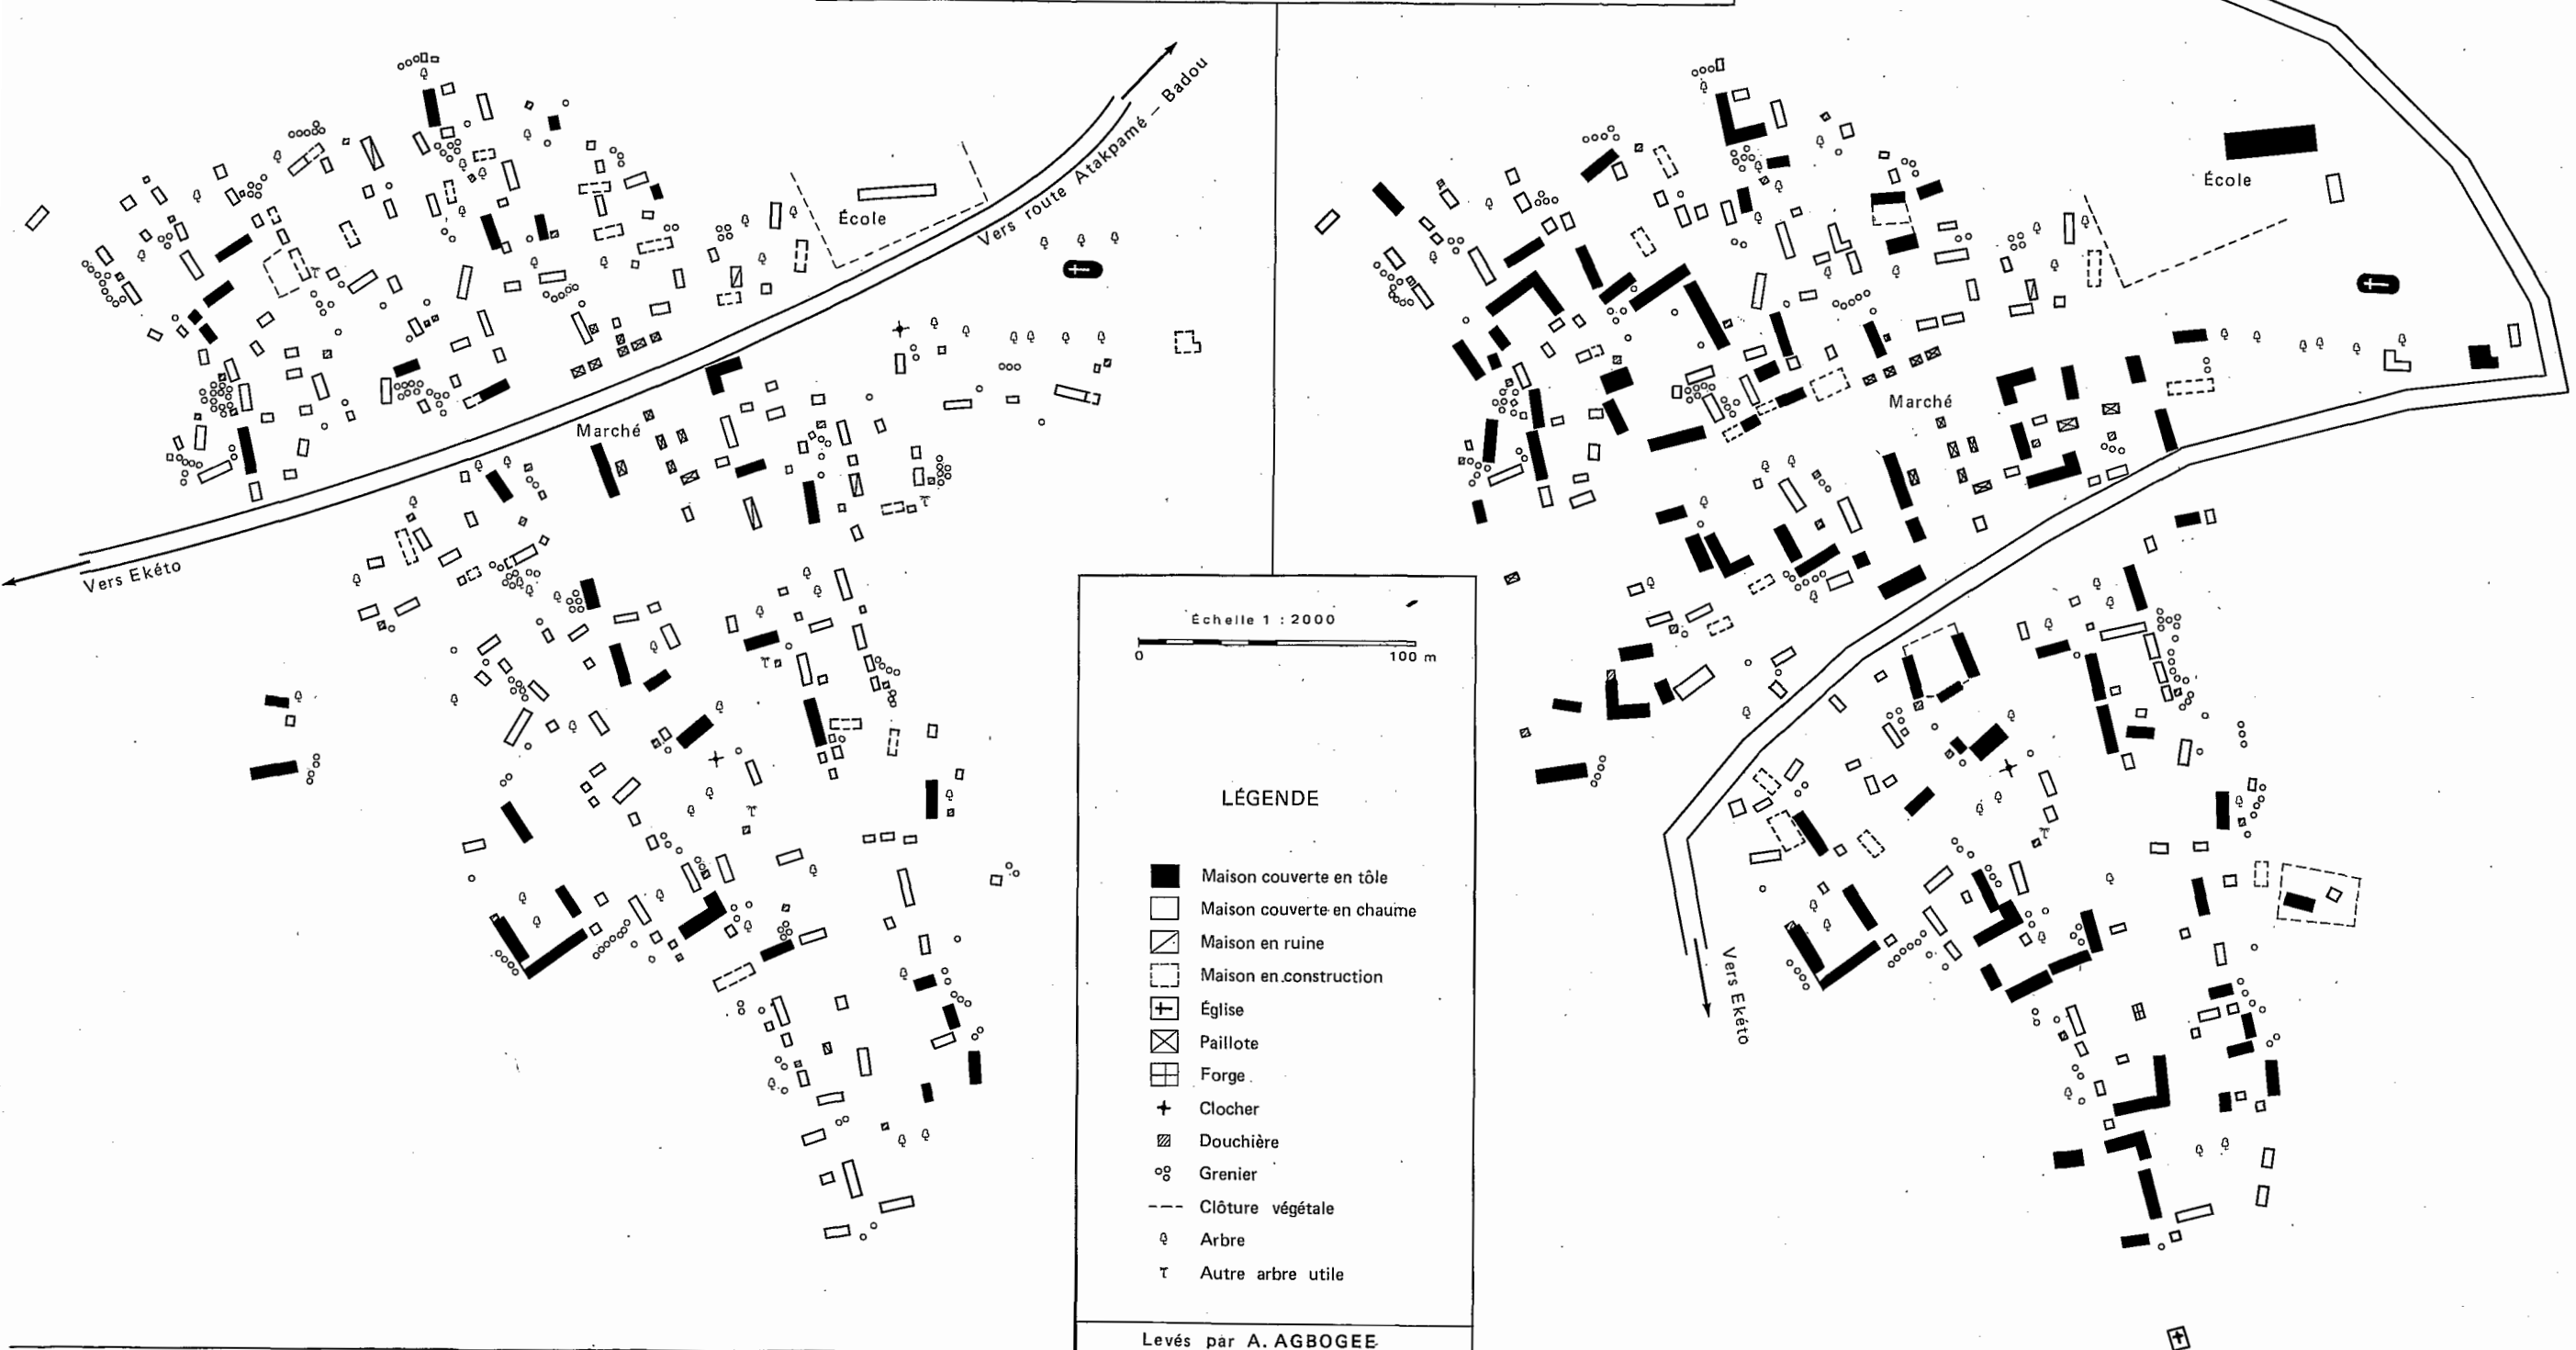 Vers route Atakpamé — Badou
École
Marché
Vers Ekéto
École
Marché
Vers Ekéto
Échelle 1 : 2000
0 100 m
LÉGENDE
Maison couverte en tôle
Maison couverte en chaume
Maison en ruine
Maison en construction
Église
Paillote
Forge
Clocher
Douchière
Grenier
Clôture végétale
Arbre
Autre arbre utile
Levés par A. AGBOGEE